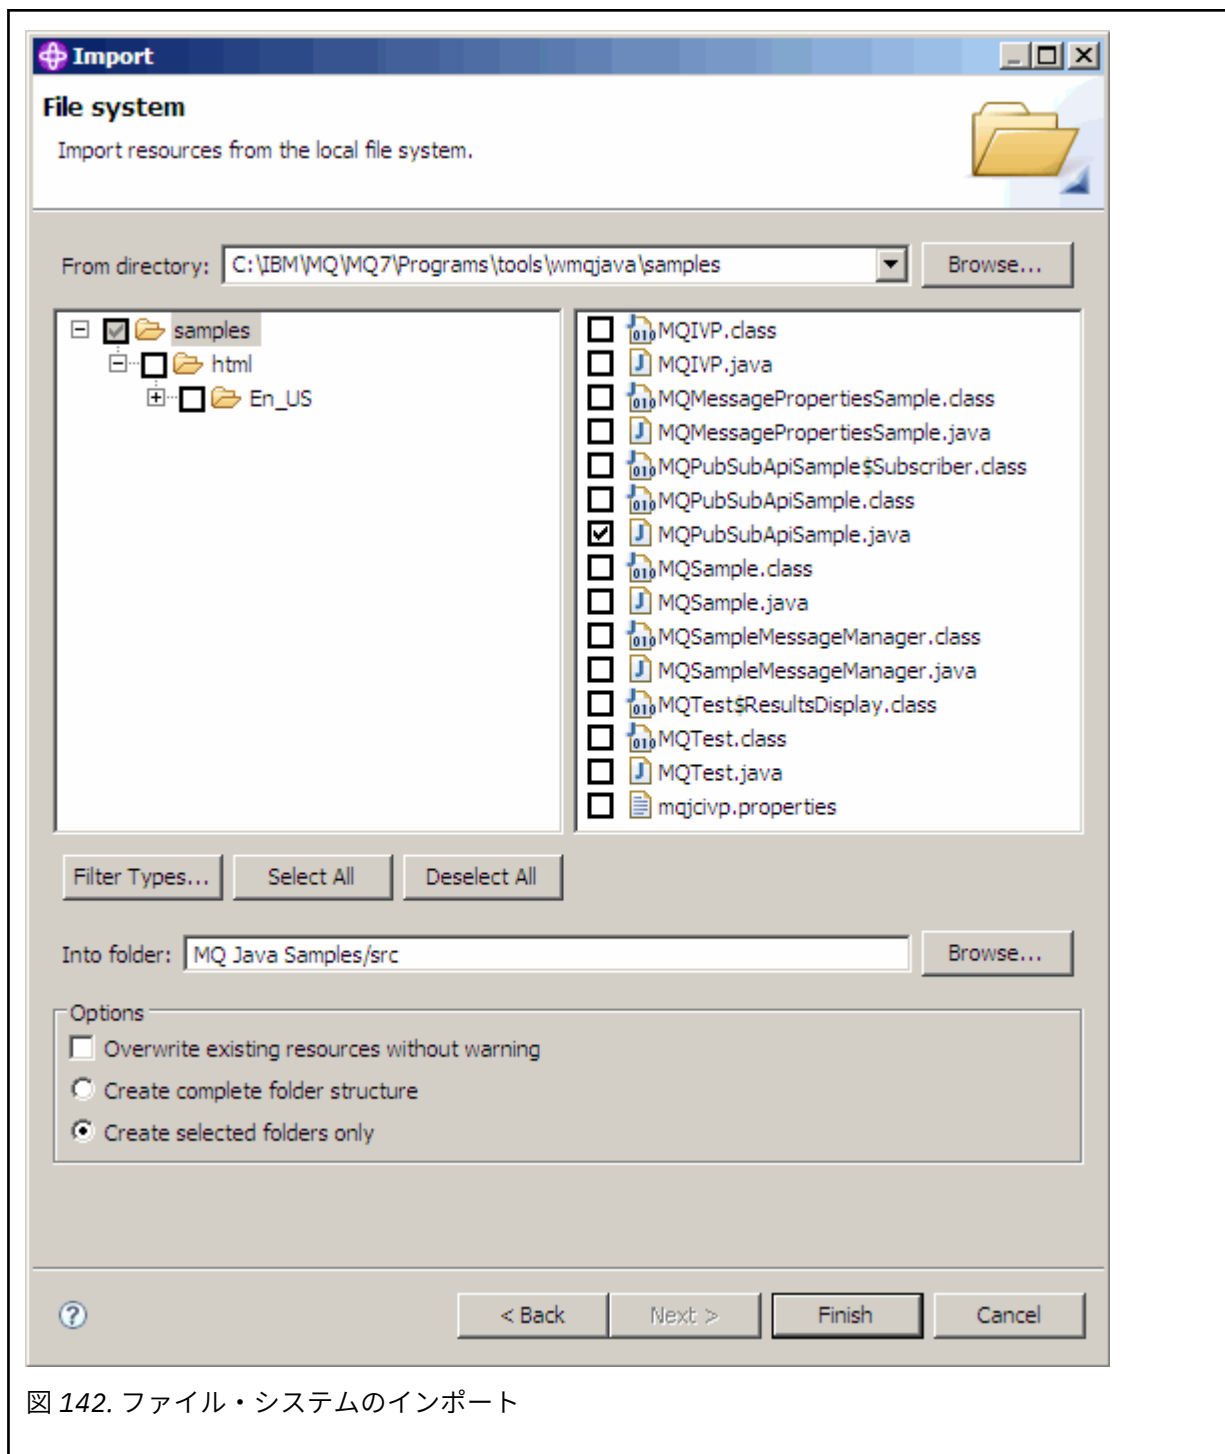 Import
File system
Import resources from the local file system.
From directory: C:\IBM\MQ\MQ7\Programs\tools\wmqjava\samples Browse...
samples
html
En_US
MQIVP.class
MQIVP.java
MQMessagePropertiesSample.class
MQMessagePropertiesSample.java
MQPubSubApiSample$Subscriber.class
MQPubSubApiSample.class
MQPubSubApiSample.java
MQSample.class
MQSample.java
MQSampleMessageManager.class
MQSampleMessageManager.java
MQTest$ResultsDisplay.class
MQTest.class
MQTest.java
mqjcivp.properties
Filter Types... Select All Deselect All
Into folder: MQ Java Samples/src Browse...
Options
Overwrite existing resources without warning
Create complete folder structure
Create selected folders only
< Back Next > Finish Cancel
図 142. ファイル・システムのインポート